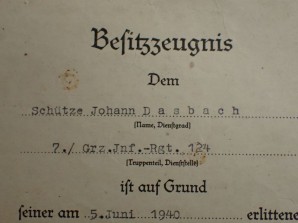 Besitzzeugnis
Dem
Schütze Johann Dasbach
(Name, Dienstgrad)
7./ Grz.Jnf.-Rgt. 124
(Truppenteil, Dienststelle)
ist auf Grund
seiner am 5.Juni 1940 erlittene